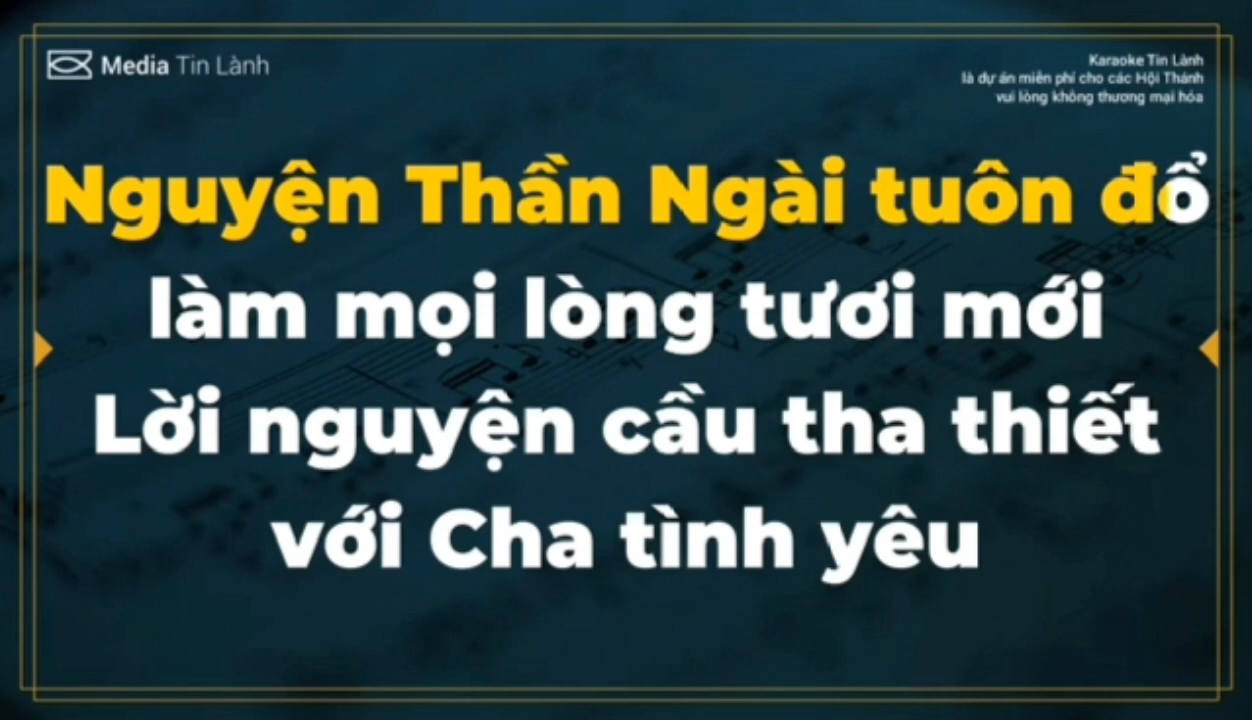 Media Tin Lành
Karaoke Tin Lành
là dự án miễn phí cho các Hội Thánh
vui lòng không thương mại hóa
Nguyện Thần Ngài tuôn đổ
làm mọi lòng tươi mới
Lời nguyện cầu tha thiết
với Cha tình yêu